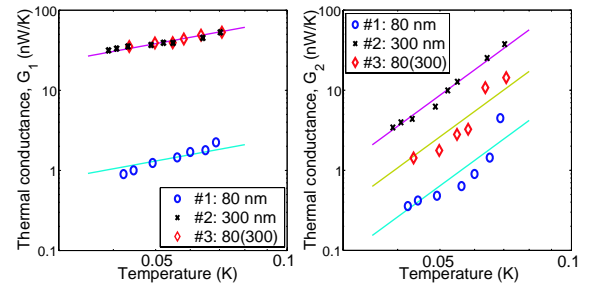 Thermal conductance, G1 (nW/K)
100
10
1
0.1
0.05
0.1
Temperature (K)
#1: 80 nm
#2: 300 nm
#3: 80(300)
Thermal conductance, G2 (nW/K)
100
10
1
0.1
0.05
0.1
Temperature (K)
#1: 80 nm
#2: 300 nm
#3: 80(300)